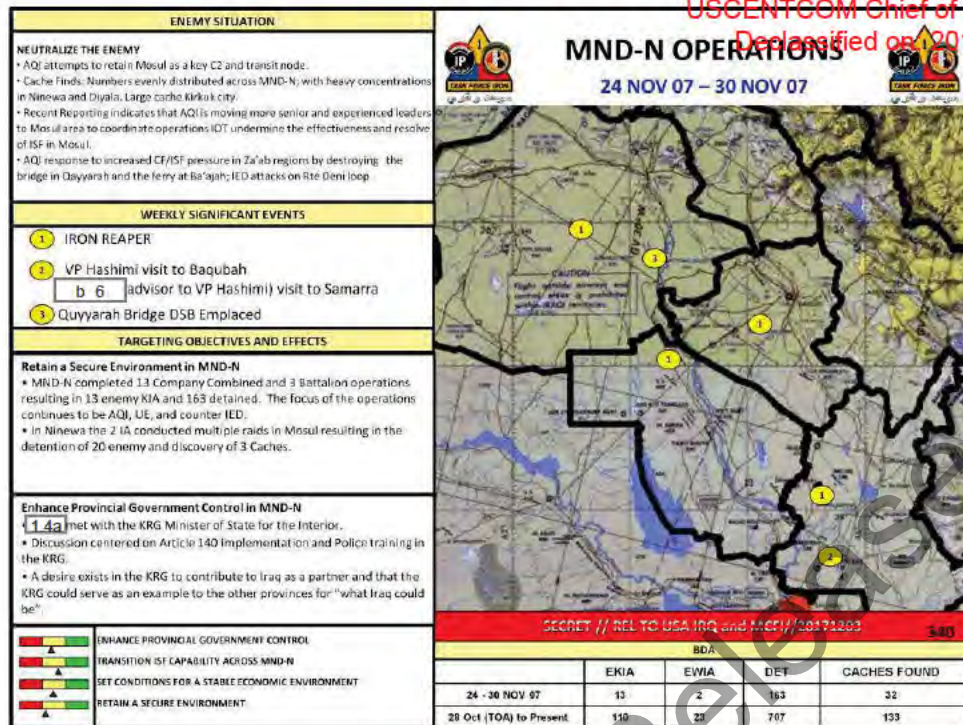 ENEMY SITUATION
NEUTRALIZE THE ENEMY
• AQI attempts to retain Mosul as a key C2 and transit node.
• Cache Finds: Numbers evenly distributed across MND-N; with heavy concentrations
in Ninewa and Diyala. Large cache Kirkuk city.
• Recent Reporting indicates that AQI is moving more senior and experienced leaders
to Mosul area to coordinate operations IOT undermine the effectiveness and resolve
of ISF in Mosul.
• AQI response to increased CF/ISF pressure in Za'ab regions by destroying the
bridge in Qayyarah and the ferry at Ba'ajah; IED attacks on Rte Deni loop
WEEKLY SIGNIFICANT EVENTS
1 IRON REAPER
2 VP Hashimi visit to Baqubah
b 6 advisor to VP Hashimi) visit to Samarra
3 Quyyarah Bridge DSB Emplaced
TARGETING OBJECTIVES AND EFFECTS
Retain a Secure Environment in MND-N
• MND-N completed 13 Company Combined and 3 Battalion operations
resulting in 13 enemy KIA and 163 detained. The focus of the operations
continues to be AQI, UE, and counter IED.
• In Ninewa the 2 IA conducted multiple raids in Mosul resulting in the
detention of 20 enemy and discovery of 3 Caches.
Enhance Provincial Government Control in MND-N
• 1.4a met with the KRG Minister of State for the Interior.
• Discussion centered on Article 140 implementation and Police training in
the KRG.
• A desire exists in the KRG to contribute to Iraq as a partner and that the
KRG could serve as an example to the other provinces for "what Iraq could
be"
ENHANCE PROVINCIAL GOVERNMENT CONTROL
TRANSITION ISF CAPABILITY ACROSS MND-N
SET CONDITIONS FOR A STABLE ECONOMIC ENVIRONMENT
RETAIN A SECURE ENVIRONMENT
USCENTCOM Chief of
Declassified on 201
1
IP
TASK FORCE IRON
MND-N OPERATIONS
24 NOV 07 – 30 NOV 07
1
IP
TASK FORCE IRON
1
3
CAUTION
1
1
1
2
SECRET // REL TO USA IRQ and MCFI//20171203
340
BDA
EKIA EWIA DET CACHES FOUND
24 - 30 NOV 07 13 2 163 32
28 Oct (TOA) to Present 110 23 707 133
Release